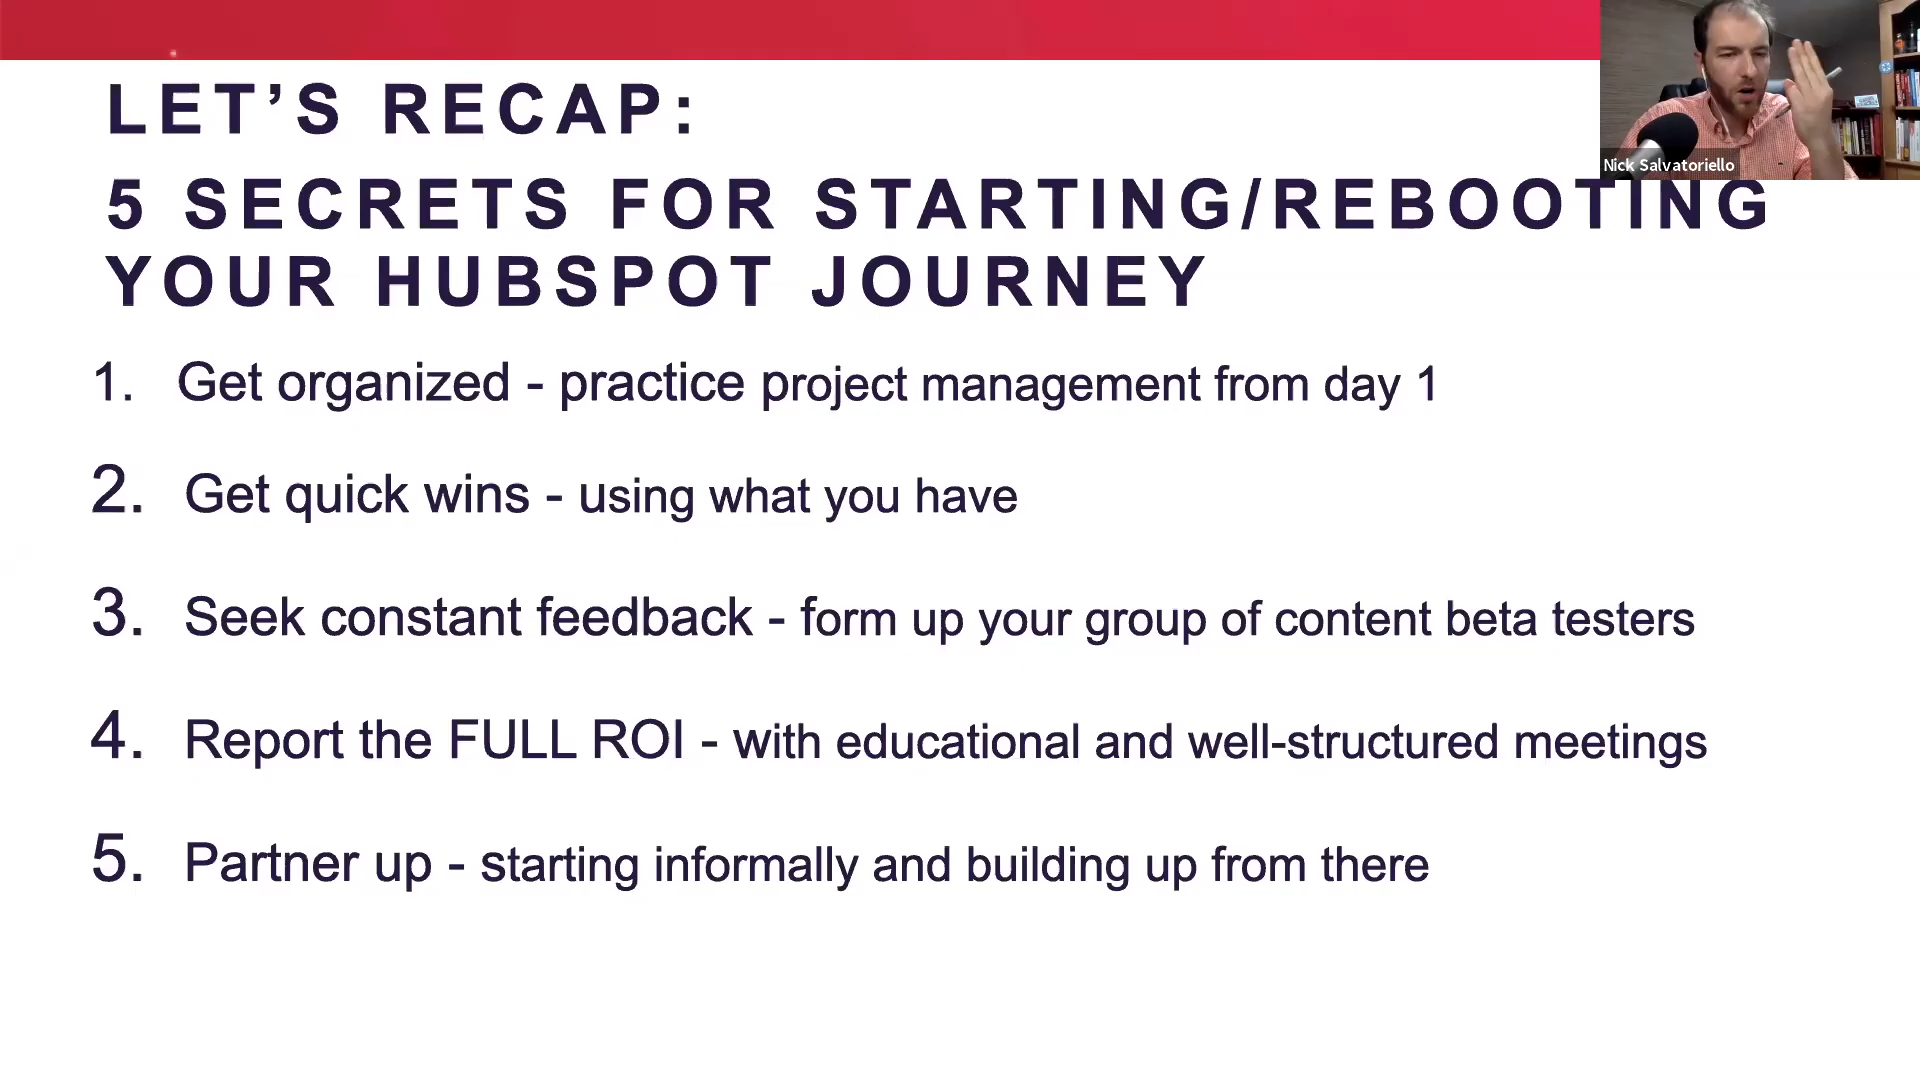 LET’S RECAP:
5 SECRETS FOR STARTING/REBOOTING
YOUR HUBSPOT JOURNEY
1. Get organized - practice project management from day 1
2. Get quick wins - using what you have
3. Seek constant feedback - form up your group of content beta testers
4. Report the FULL ROI - with educational and well-structured meetings
5. Partner up - starting informally and building up from there
Nick Salvatoriello